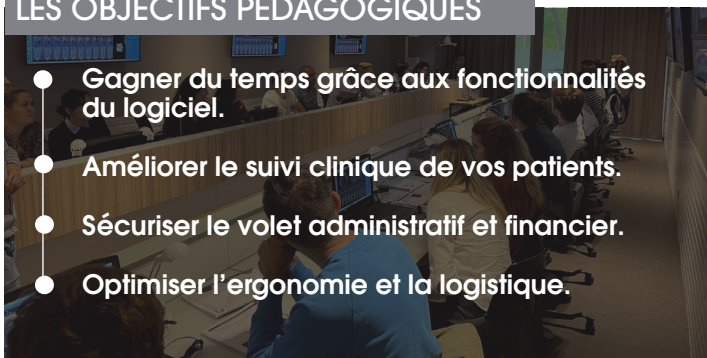 LES OBJECTIFS PÉDAGOGIQUES
Gagner du temps grâce aux fonctionnalités
du logiciel.
Améliorer le suivi clinique de vos patients.
Sécuriser le volet administratif et financier.
Optimiser l’ergonomie et la logistique.